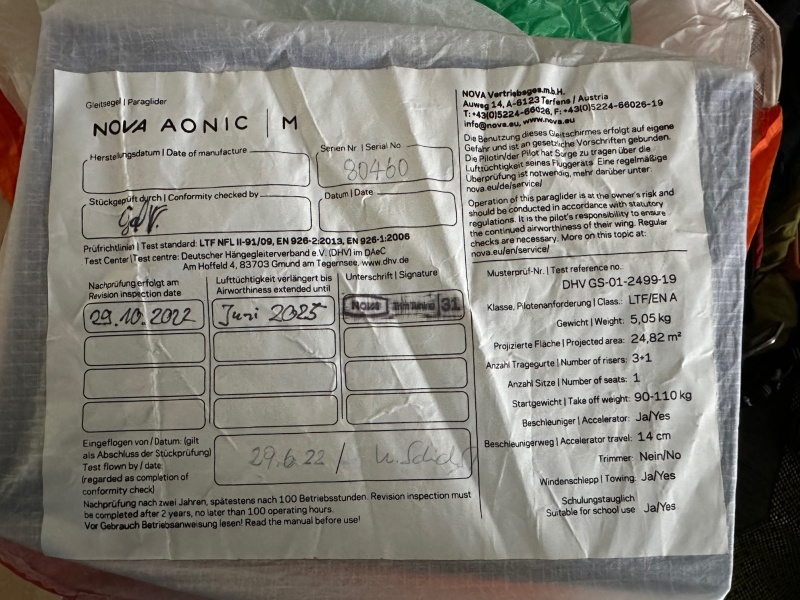 Gleitsegel | Paraglider
NOVA AONIC | M
Herstellungsdatum | Date of manufacture
Serien Nr | Serial No
80460
Stückgeprüft durch | Conformity checked by
Datum | Date
Prüfrichtlinie | Test standard: LTF NFL II-91/09, EN 926-2:2013, EN 926-1:2006
Test Center | Test centre: Deutscher Hängegleiterverband e.V. (DHV) im DAeC
Am Hoffeld 4, 83703 Gmund am Tegernsee, www.dhv.de
Nachprüfung erfolgt am
Revision inspection date
Lufttüchtigkeit verlängert bis
Airworthiness extended until
Unterschrift | Signature
29.10.2022
Juni 2025
NOVA Trim Tuning 31
Eingeflogen von / Datum: (gilt
als Abschluss der Stückprüfung)
Test flown by / date:
(regarded as completion of
conformity check)
29.6.22 /
Nachprüfung nach zwei Jahren, spätestens nach 100 Betriebsstunden. Revision inspection must
be completed after 2 years, no later than 100 operating hours.
Vor Gebrauch Betriebsanweisung lesen! Read the manual before use!
NOVA Vertriebsges.m.b.H.
Auweg 14, A-6123 Terfens / Austria
T:+43(0)5224-66026, F:+43(0)5224-66026-19
info@nova.eu, www.nova.eu
Die Benutzung dieses Gleitschirmes erfolgt auf eigene
Gefahr und ist an gesetzliche Vorschriften gebunden.
Die Pilotin/der Pilot hat Sorge zu tragen über die
Lufttüchtigkeit seines Fluggeräts. Eine regelmäßige
Überprüfung ist notwendig, mehr darüber unter:
nova.eu/de/service/
Operation of this paraglider is at the owner's risk and
should be conducted in accordance with statutory
regulations. It is the pilot's responsibility to ensure
the continued airworthiness of their wing. Regular
checks are necessary. More on this topic at:
nova.eu/en/service/
Musterprüf-Nr. | Test reference no.:
DHV GS-01-2499-19
Klasse, Pilotenanforderung | Class.: LTF/EN A
Gewicht | Weight: 5,05 kg
Projizierte Fläche | Projected area: 24,82 m²
Anzahl Tragegurte | Number of risers: 3+1
Anzahl Sitze | Number of seats: 1
Startgewicht | Take off weight: 90-110 kg
Beschleuniger | Accelerator: Ja/Yes
Beschleunigerweg | Accelerator travel: 14 cm
Trimmer: Nein/No
Windenschlepp | Towing: Ja/Yes
Schulungstauglich
Suitable for school use Ja/Yes